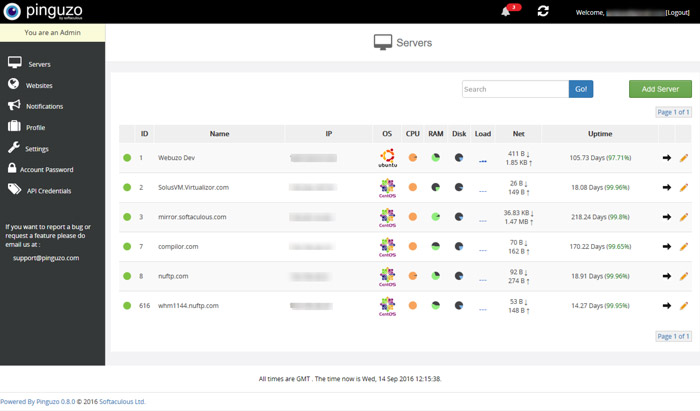 pinguzo
by softaculous
3
Welcome, [Logout]
You are an Admin
Servers
Websites
Notifications
Profile
Settings
Account Password
API Credentials
If you want to report a bug or
request a feature please do
email us at :
support@pinguzo.com
Servers
Search Go! Add Server
Page 1 of 1
ID Name IP OS CPU RAM Disk Load Net Uptime
1 Webuzo Dev ubuntu 411 B ↓ 1.85 KB ↑ 105.73 Days (97.71%)
2 SolusVM.Virtualizor.com CentOS 26 B ↓ 149 B ↑ 18.08 Days (99.96%)
3 mirror.softaculous.com CentOS 36.83 KB ↓ 1.47 MB ↑ 218.24 Days (99.8%)
7 compilor.com CentOS 70 B ↓ 162 B ↑ 170.22 Days (99.65%)
8 nuftp.com CentOS 92 B ↓ 274 B ↑ 18.91 Days (99.96%)
616 whm1144.nuftp.com CentOS 53 B ↓ 148 B ↑ 14.27 Days (99.95%)
Page 1 of 1
All times are GMT . The time now is Wed, 14 Sep 2016 12:15:38.
Powered By Pinguzo 0.8.0 © 2016 Softaculous Ltd.